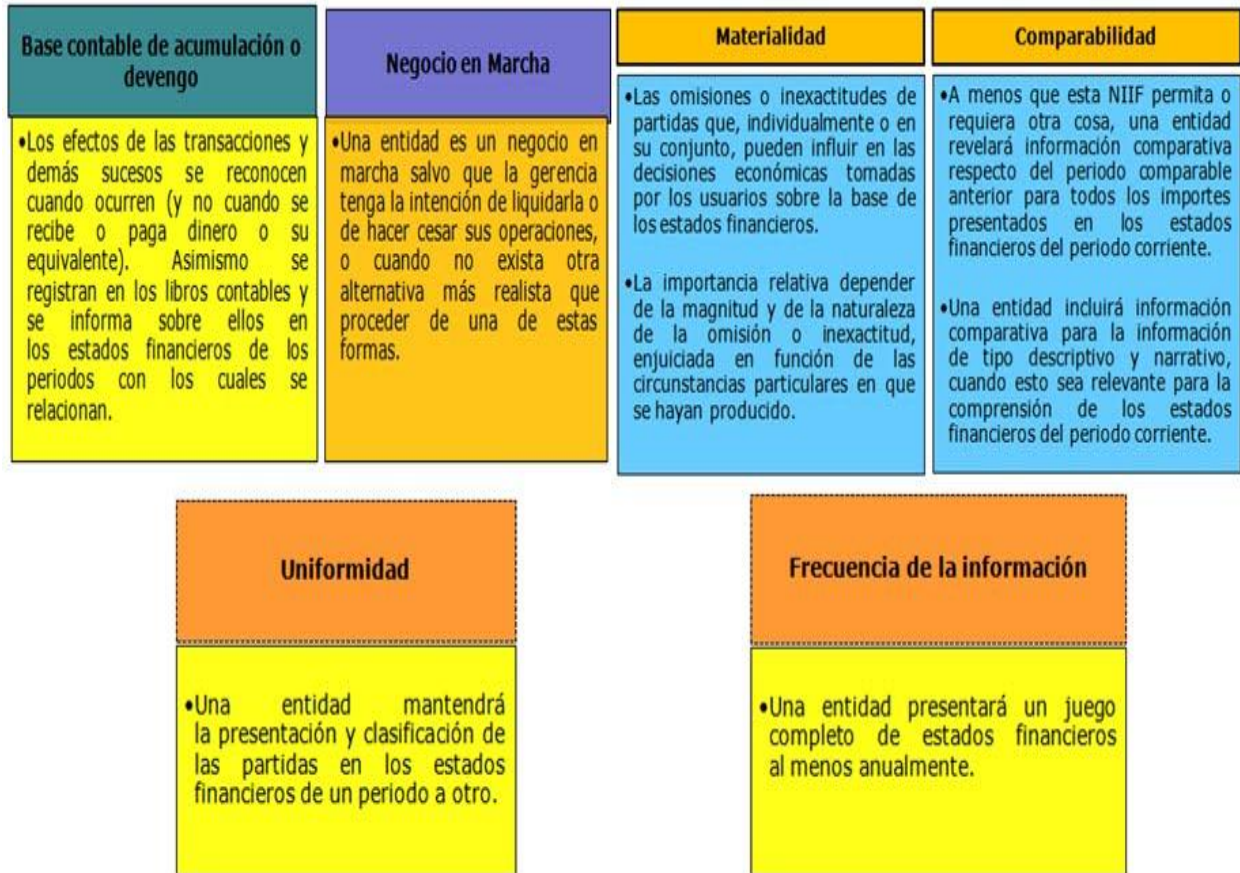 Base contable de acumulación o
devengo
•Los efectos de las transacciones y
demás sucesos se reconocen
cuando ocurren (y no cuando se
recibe o paga dinero o su
equivalente). Asimismo se
registran en los libros contables y
se informa sobre ellos en
los estados financieros de los
periodos con los cuales se
relacionan.
Negocio en Marcha
•Una entidad es un negocio en
marcha salvo que la gerencia
tenga la intención de liquidarla o
de hacer cesar sus operaciones,
o cuando no exista otra
alternativa más realista que
proceder de una de estas
formas.
Materialidad
•Las omisiones o inexactitudes de
partidas que, individualmente o en
su conjunto, pueden influir en las
decisiones económicas tomadas
por los usuarios sobre la base de
los estados financieros.
•La importancia relativa depender
de la magnitud y de la naturaleza
de la omisión o inexactitud,
enjuiciada en función de las
circunstancias particulares en que
se hayan producido.
Comparabilidad
•A menos que esta NIIF permita o
requiera otra cosa, una entidad
revelará información comparativa
respecto del periodo comparable
anterior para todos los importes
presentados en los estados
financieros del periodo corriente.
•Una entidad incluirá información
comparativa para la información
de tipo descriptivo y narrativo,
cuando esto sea relevante para la
comprensión de los estados
financieros del periodo corriente.
Uniformidad
•Una entidad mantendrá
la presentación y clasificación de
las partidas en los estados
financieros de un periodo a otro.
Frecuencia de la información
•Una entidad presentará un juego
completo de estados financieros
al menos anualmente.